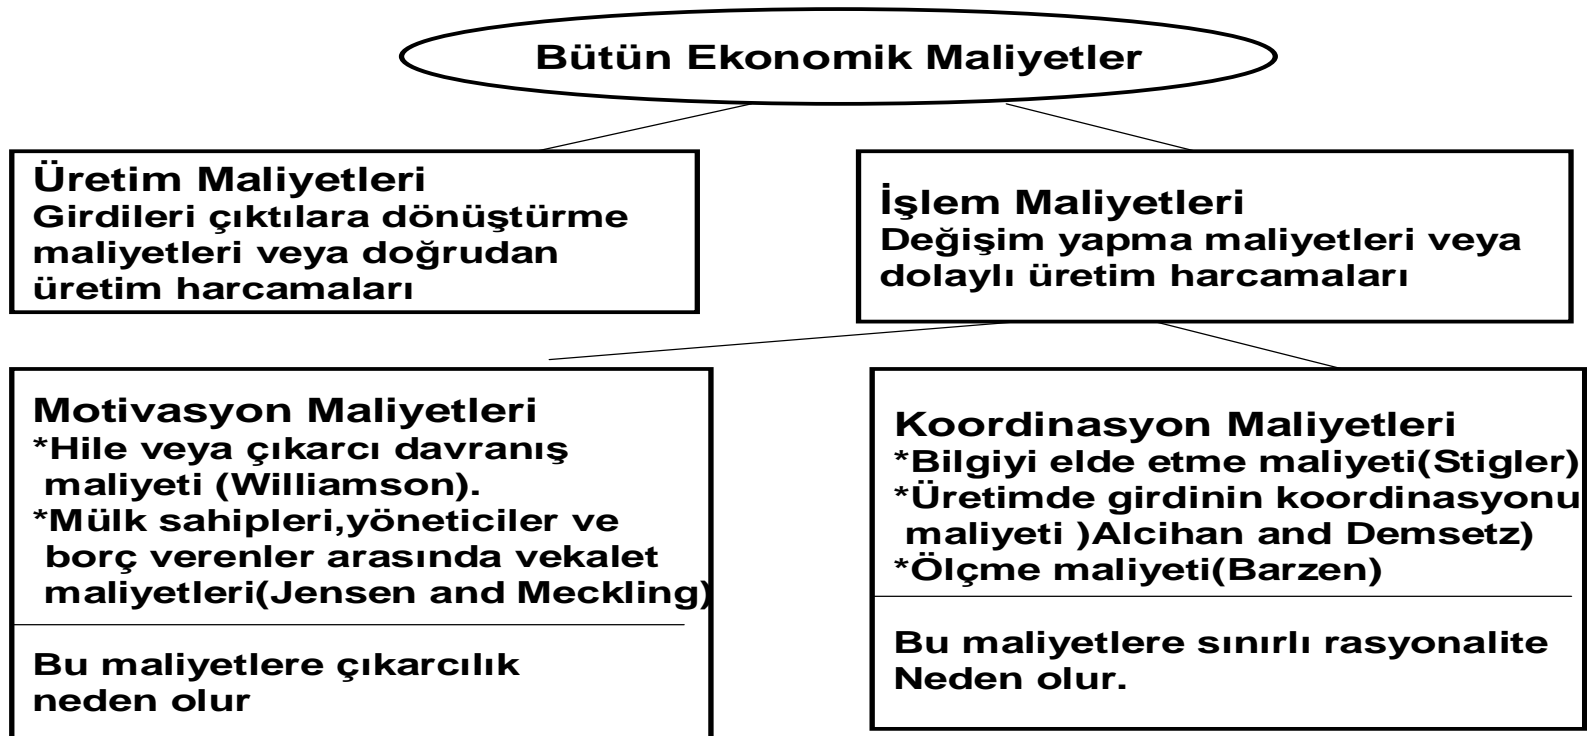 Bütün Ekonomik Maliyetler
Üretim Maliyetleri
Girdileri çıktılara dönüştürme
maliyetleri veya doğrudan
üretim harcamaları
İşlem Maliyetleri
Değişim yapma maliyetleri veya
dolaylı üretim harcamaları
Motivasyon Maliyetleri
*Hile veya çıkarcı davranış
maliyeti (Williamson).
*Mülk sahipleri,yöneticiler ve
borç verenler arasında vekalet
maliyetleri(Jensen and Meckling)
Bu maliyetlere çıkarcılık
neden olur
Koordinasyon Maliyetleri
*Bilgiyi elde etme maliyeti(Stigler)
*Üretimde girdinin koordinasyonu
maliyeti )Alcihan and Demsetz)
*Ölçme maliyeti(Barzen)
Bu maliyetlere sınırlı rasyonalite
Neden olur.